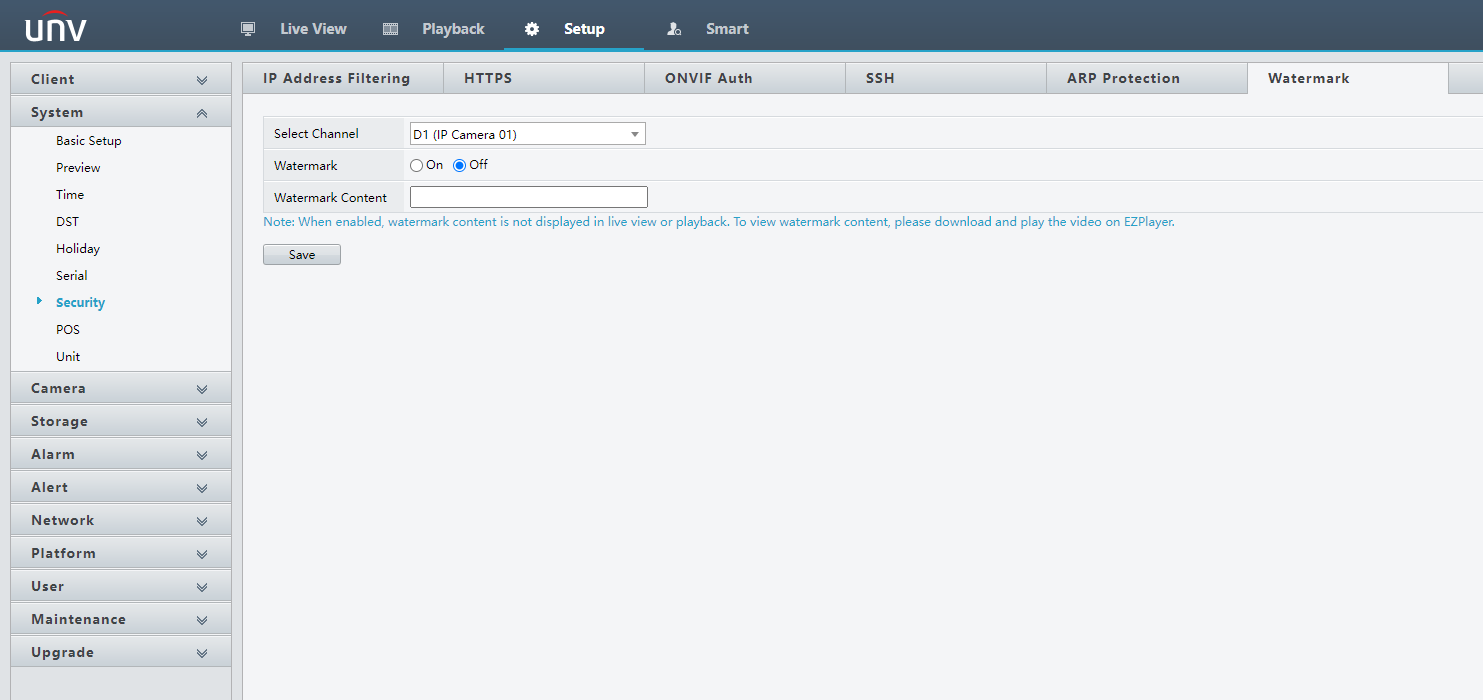 unv
Live View Playback Setup Smart
Client
System
Basic Setup
Preview
Time
DST
Holiday
Serial
Security
POS
Unit
Camera
Storage
Alarm
Alert
Network
Platform
User
Maintenance
Upgrade
IP Address Filtering HTTPS ONVIF Auth SSH ARP Protection Watermark
Select Channel D1 (IP Camera 01)
Watermark On Off
Watermark Content
Note: When enabled, watermark content is not displayed in live view or playback. To view watermark content, please download and play the video on EZPlayer.
Save